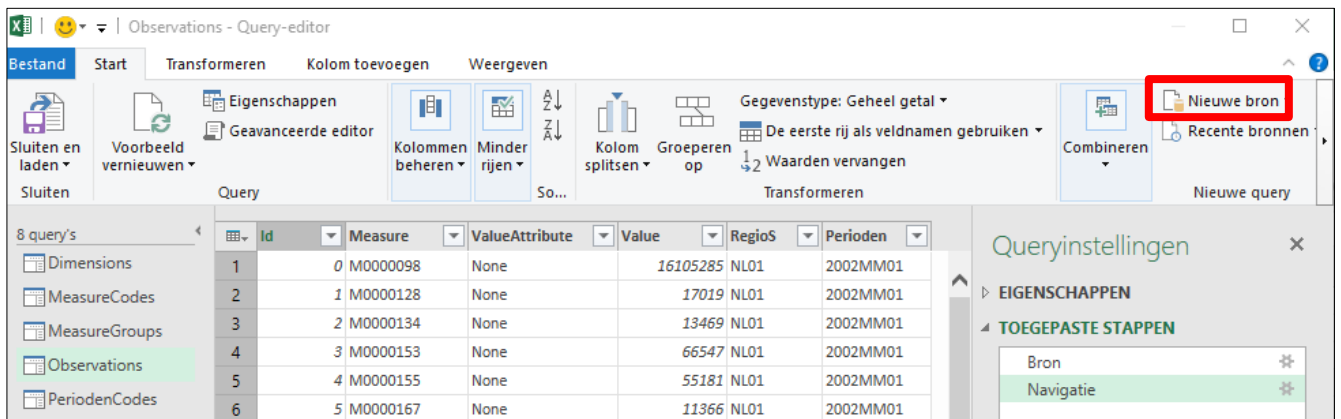 Observations - Query-editor
Bestand Start Transformeren Kolom toevoegen Weergeven
Sluiten en laden
Sluiten
Voorbeeld vernieuwen
Eigenschappen
Geavanceerde editor
Query
Kolommen beheren
Minder rijen
A Z
Z A
So...
Kolom splitsen
Groeperen op
Gegevenstype: Geheel getal
De eerste rij als veldnamen gebruiken
1 2 Waarden vervangen
Transformeren
Combineren
Nieuwe bron
Recente bronnen
Nieuwe query
8 query's
Dimensions
MeasureCodes
MeasureGroups
Observations
PeriodenCodes
Id Measure ValueAttribute Value RegioS Perioden
1 0 M0000098 None 16105285 NL01 2002MM01
2 1 M0000128 None 17019 NL01 2002MM01
3 2 M0000134 None 13469 NL01 2002MM01
4 3 M0000153 None 66547 NL01 2002MM01
5 4 M0000155 None 55181 NL01 2002MM01
6 5 M0000167 None 11366 NL01 2002MM01
Queryinstellingen
EIGENSCHAPPEN
TOEGEPASTE STAPPEN
Bron
Navigatie